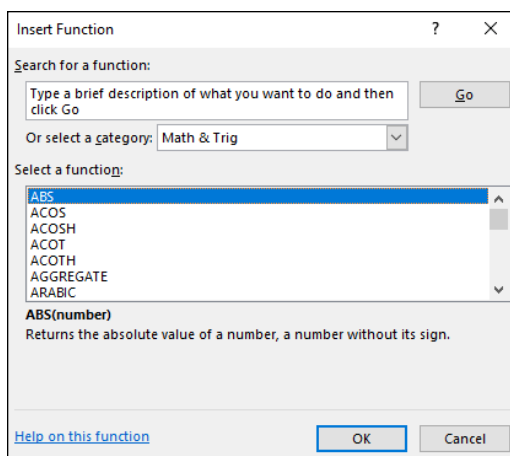 Insert Function
? X
Search for a function:
Type a brief description of what you want to do and then
click Go
Go
Or select a category: Math & Trig
Select a function:
ABS
ACOS
ACOSH
ACOT
ACOTH
AGGREGATE
ARABIC
ABS(number)
Returns the absolute value of a number, a number without its sign.
Help on this function
OK
Cancel